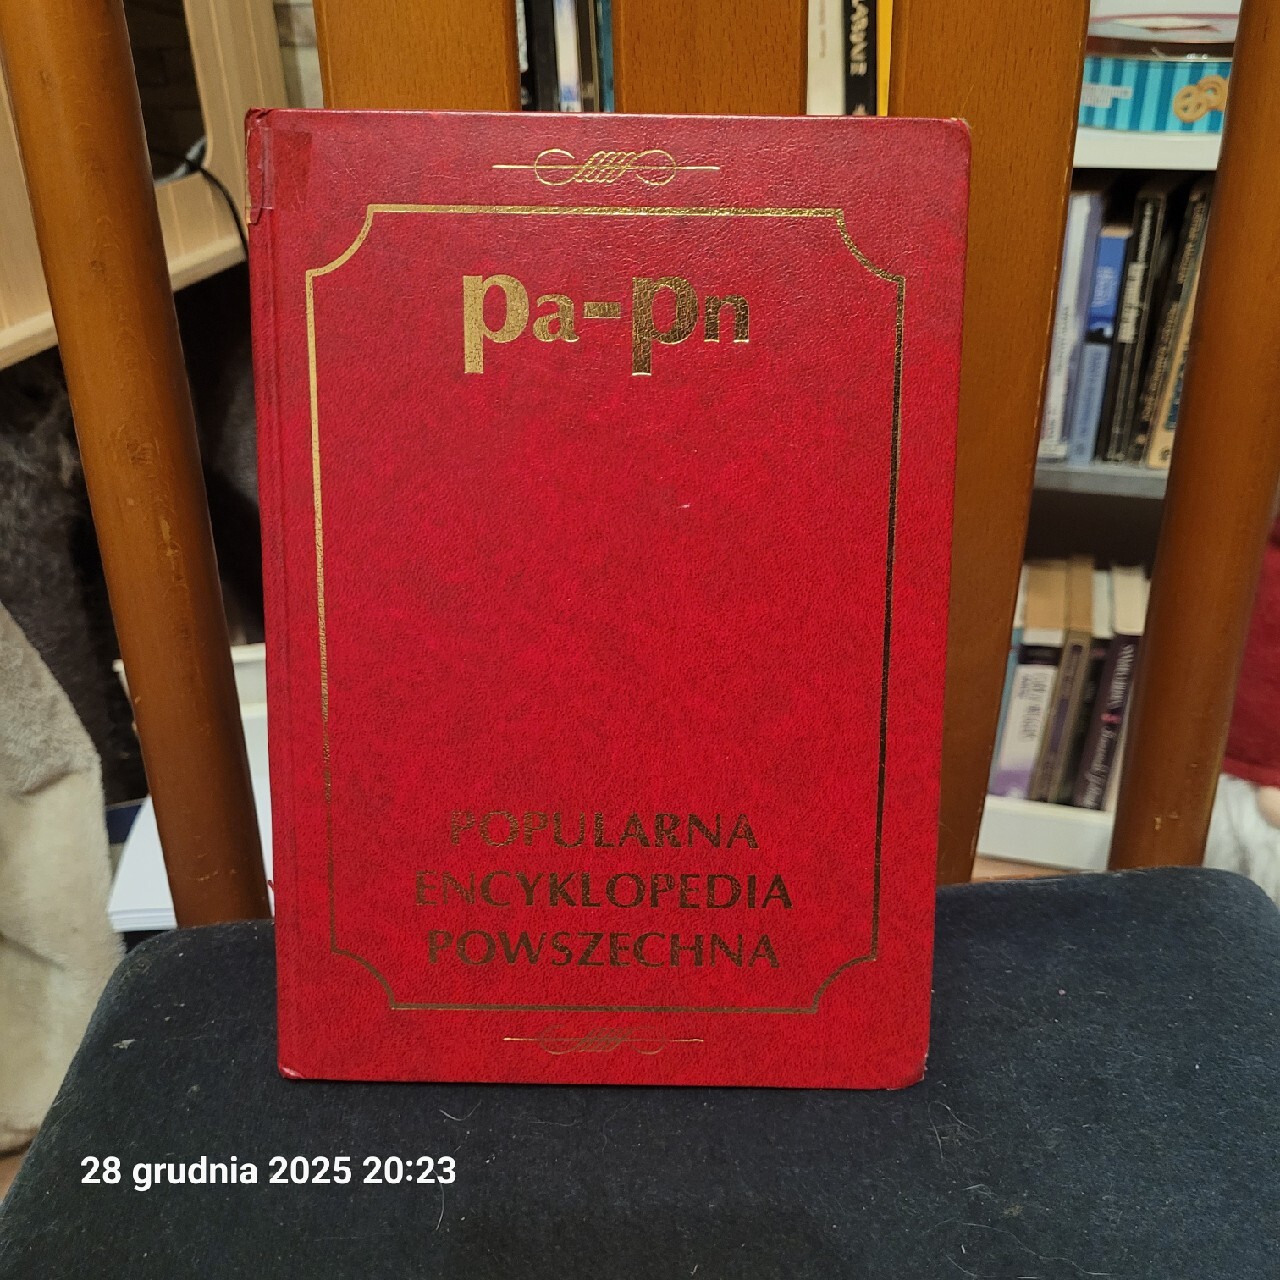 pa-pn
POPULARNA
ENCYKLOPEDIA
POWSZECHNA
28 grudnia 2025 20:23